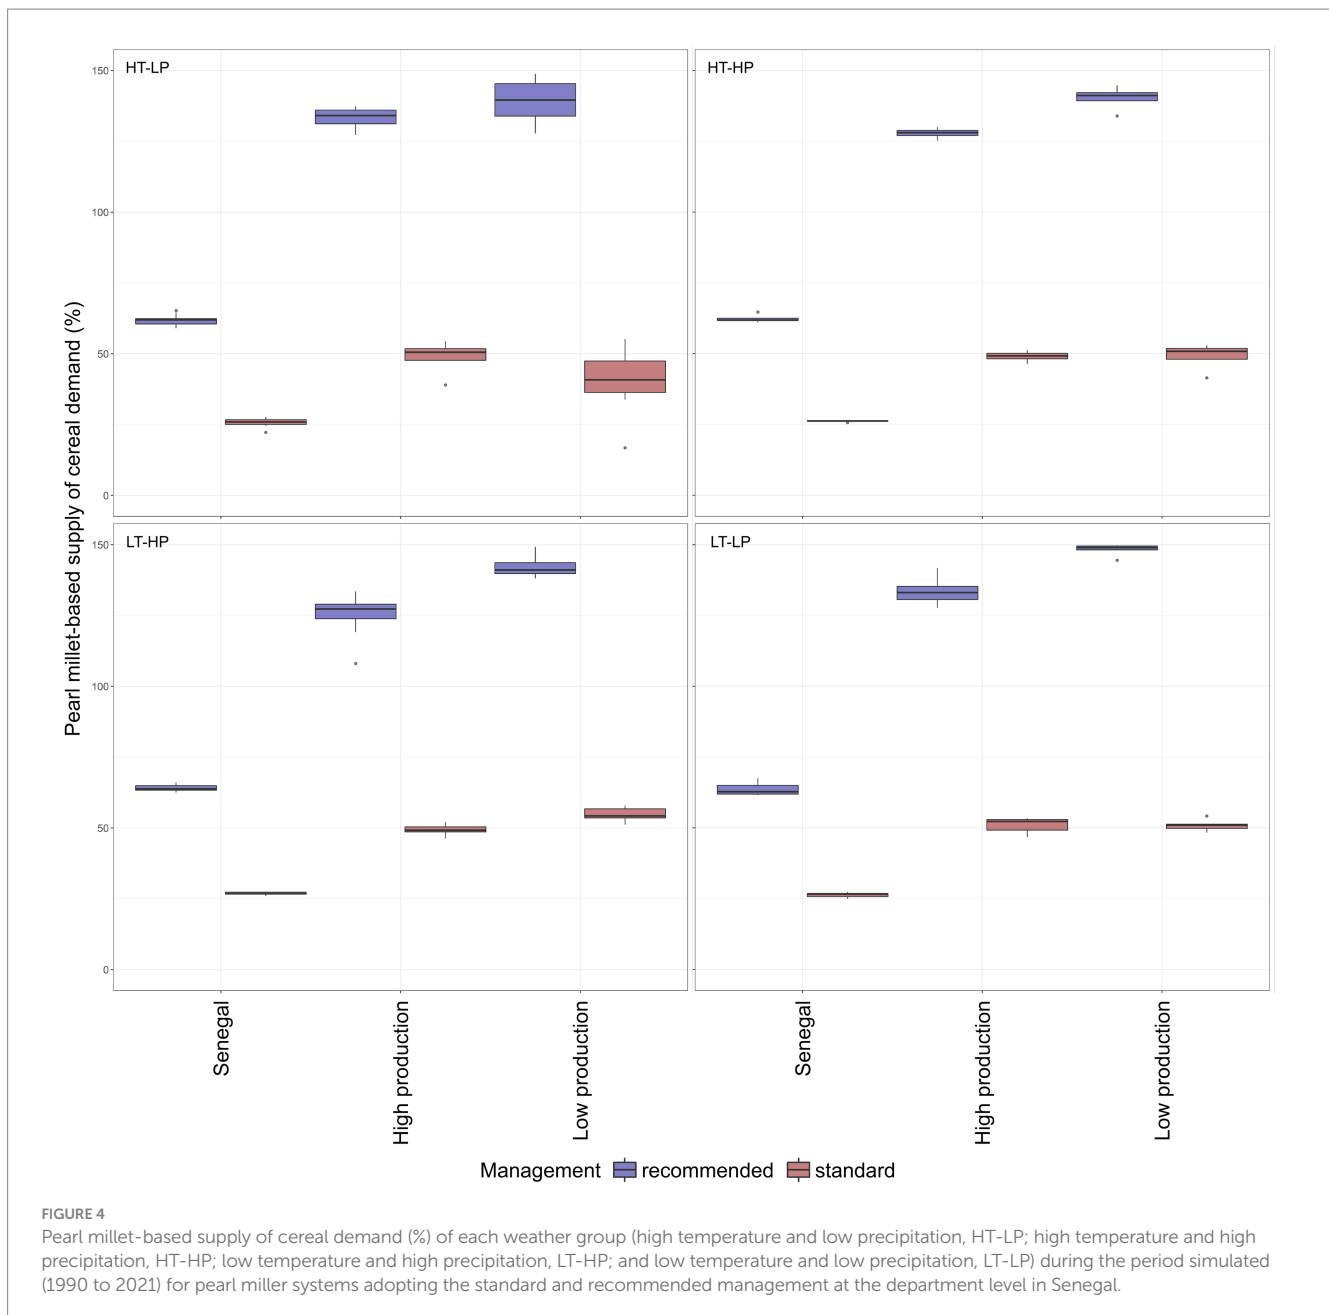 HT-LP
HT-HP
150
100
50
0
LT-HP
LT-LP
150
100
50
0
Pearl millet-based supply of cereal demand (%)
Senegal
High production
Low production
Senegal
High production
Low production
Management recommended standard
FIGURE 4
Pearl millet-based supply of cereal demand (%) of each weather group (high temperature and low precipitation, HT-LP; high temperature and high
precipitation, HT-HP; low temperature and high precipitation, LT-HP; and low temperature and low precipitation, LT-LP) during the period simulated
(1990 to 2021) for pearl miller systems adopting the standard and recommended management at the department level in Senegal.